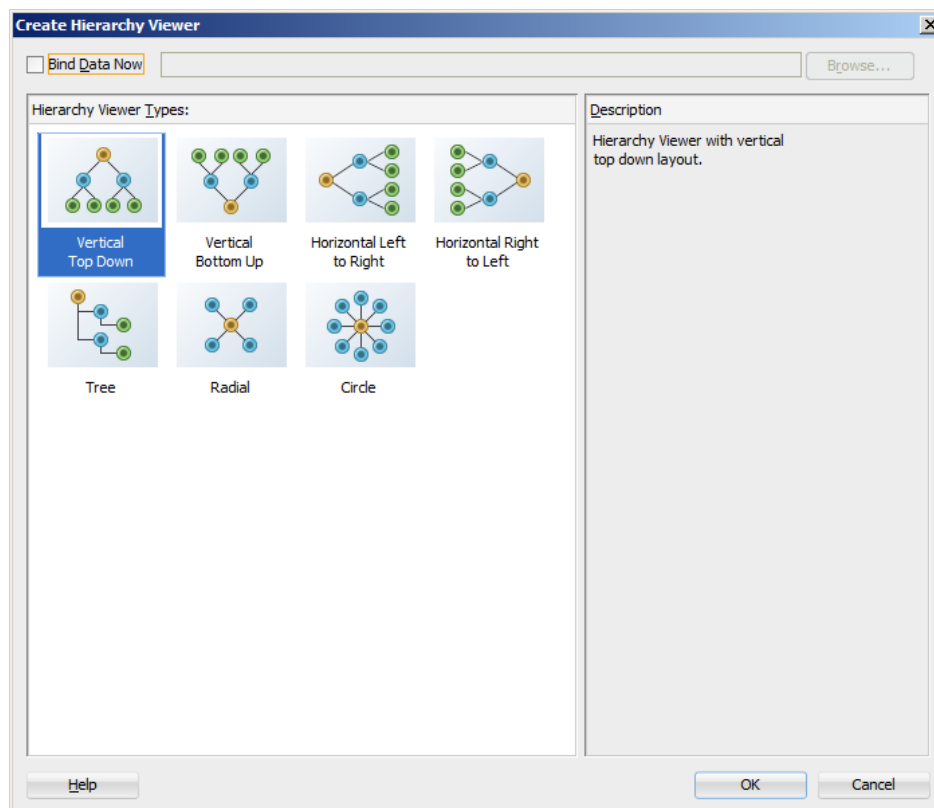 Create Hierarchy Viewer
Bind Data Now
Browse...
Hierarchy Viewer Types:
Description
Hierarchy Viewer with vertical
top down layout.
Vertical
Top Down
Vertical
Bottom Up
Horizontal Left
to Right
Horizontal Right
to Left
Tree
Radial
Circle
Help
OK
Cancel